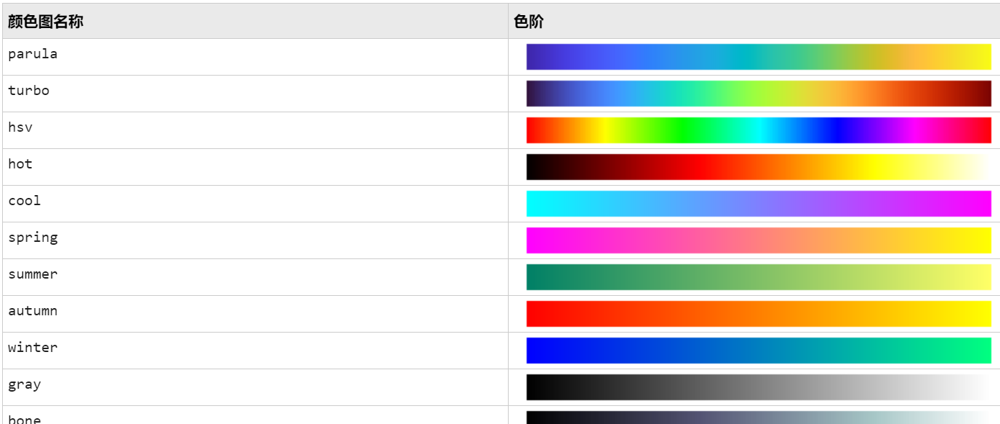 颜色图名称 色阶
parula
turbo
hsv
hot
cool
spring
summer
autumn
winter
gray
bone